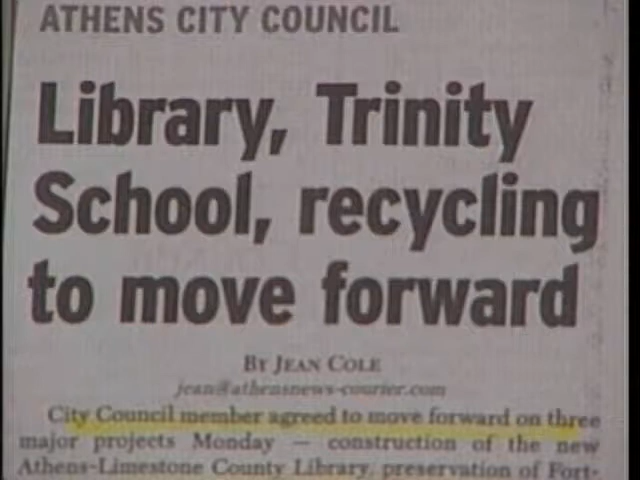 ATHENS CITY COUNCIL
Library, Trinity
School, recycling
to move forward
BY JEAN COLE
jean@athensnews-courier.com
City Council member agreed to move forward on three
major projects Monday — construction of the new
Athens-Limestone County Library, preservation of Fort-